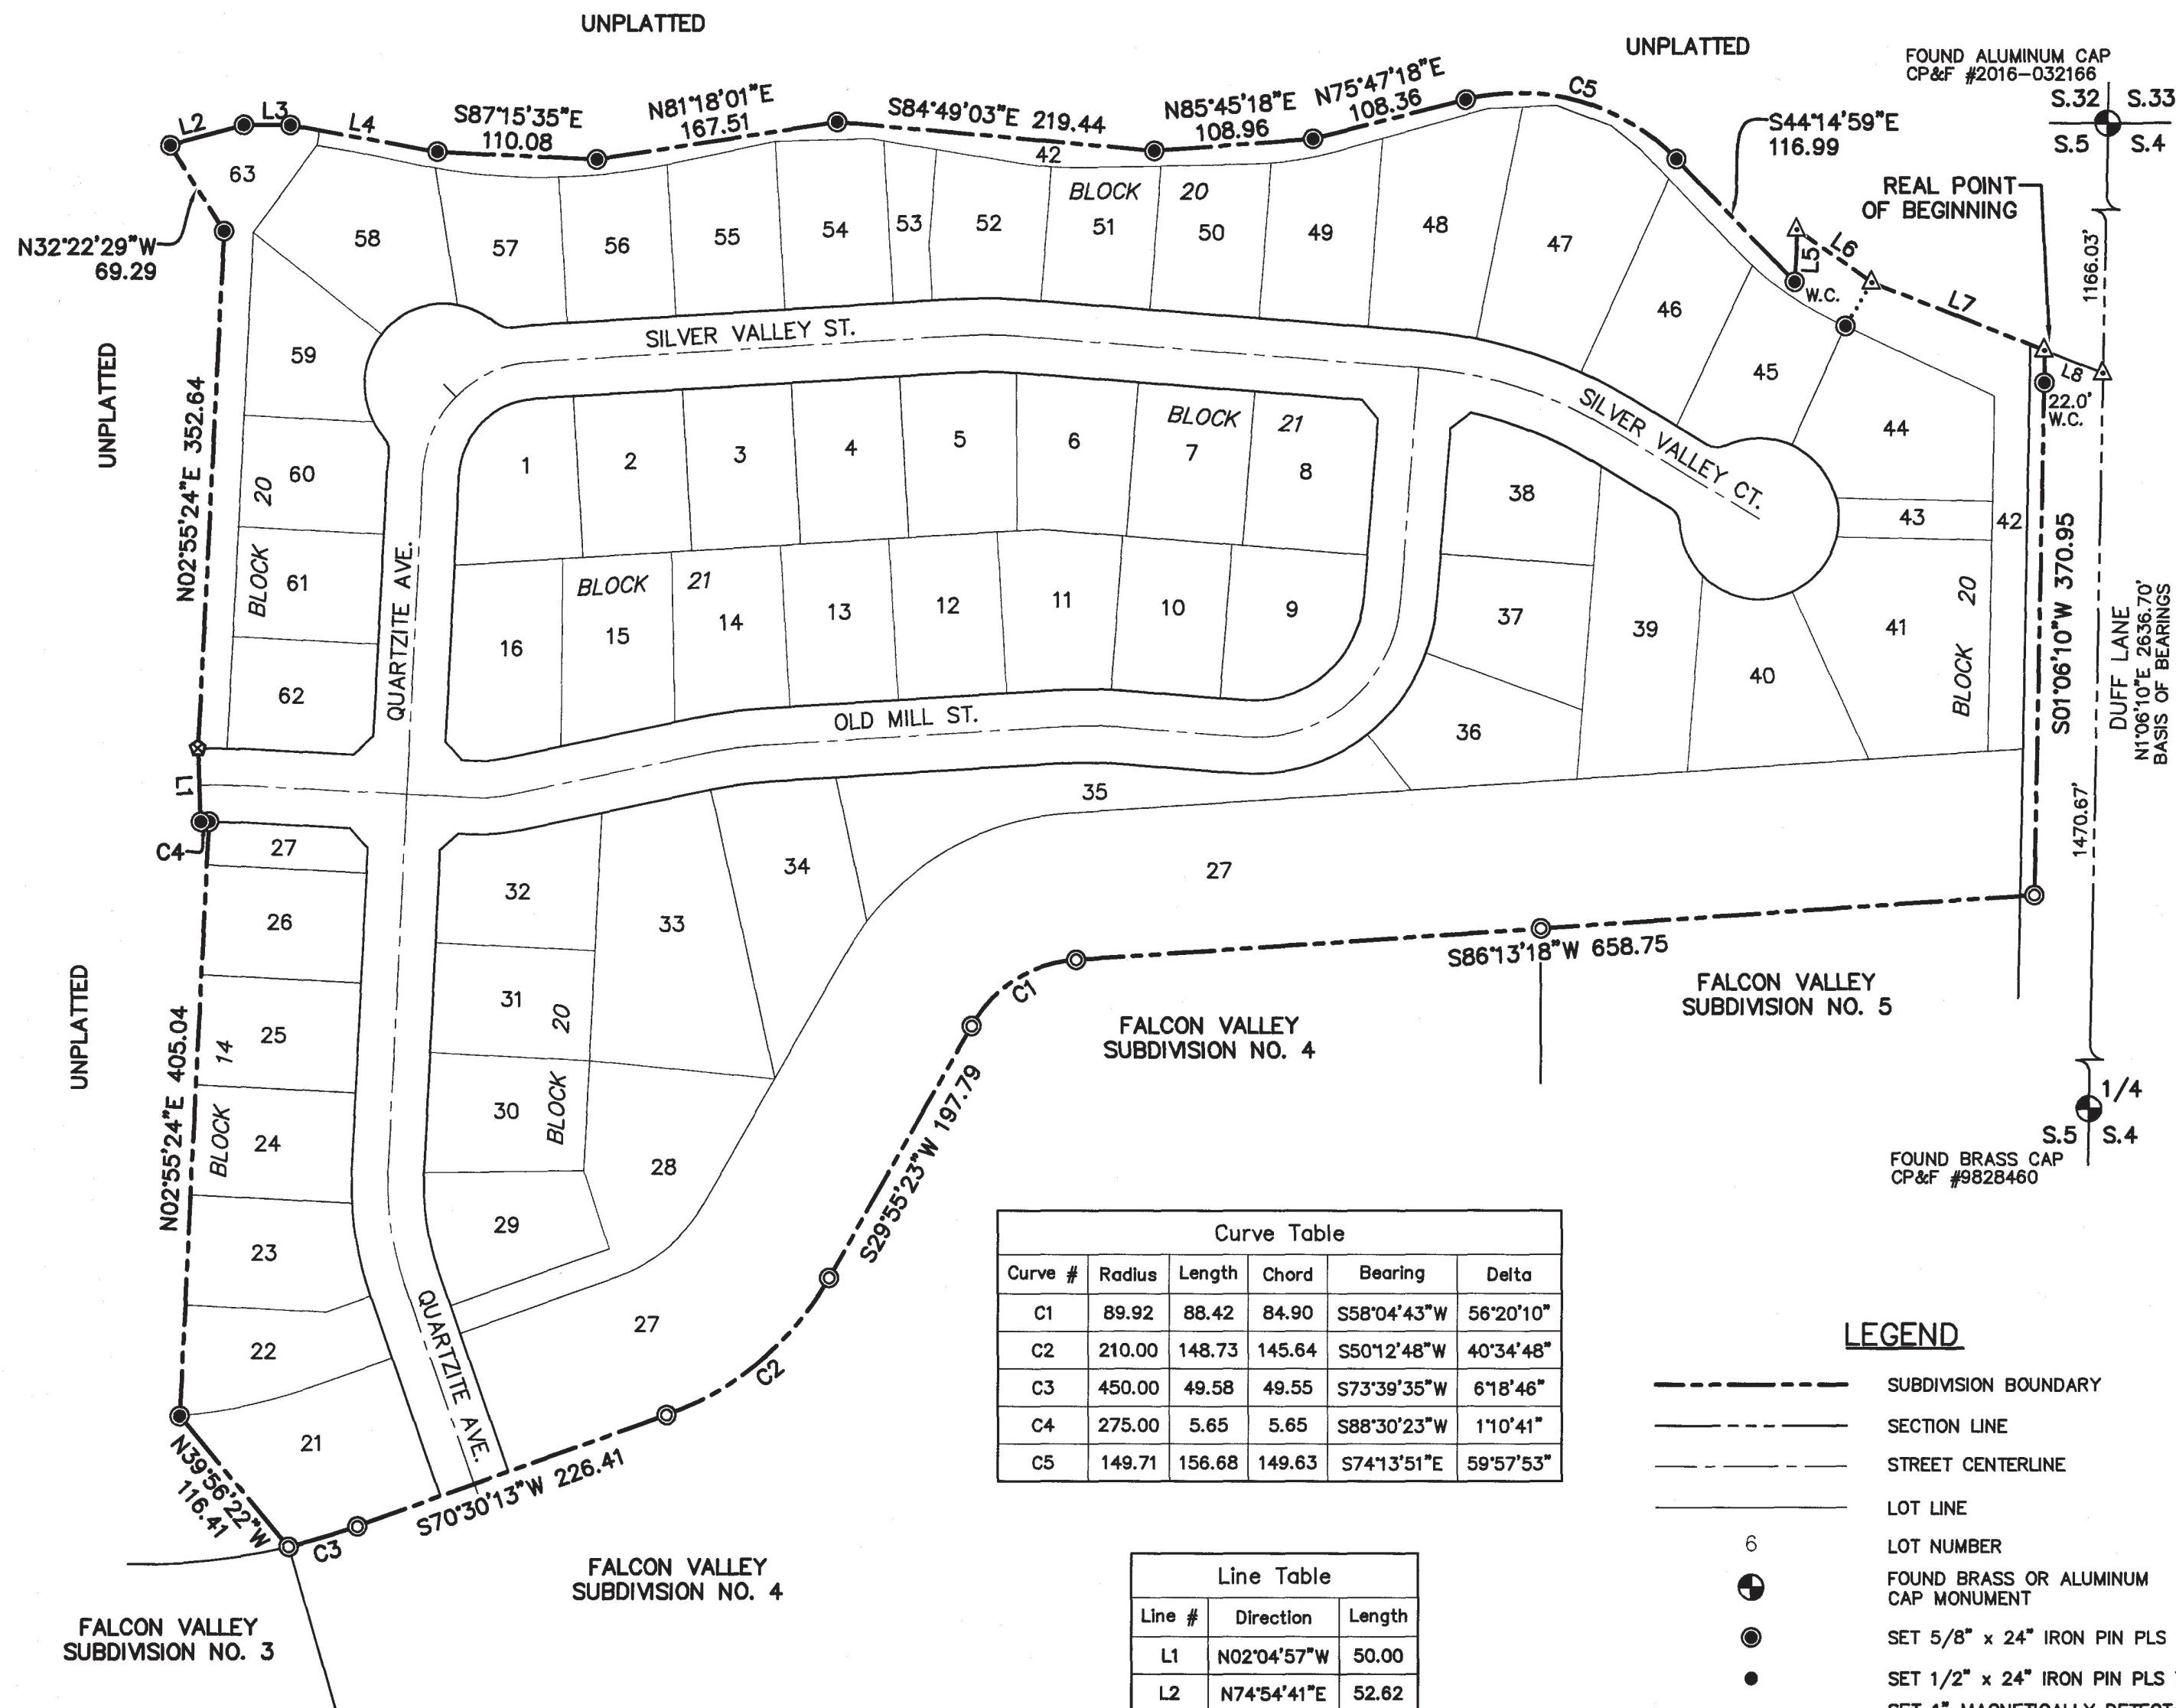 UNPLATTED
UNPLATTED
FOUND ALUMINUM CAP
CP&F #2016-032166
S.32 S.33
S.5 S.4
L2
L3
L4
S87°15'35"E
110.08
N81°18'01"E
167.51
S84°49'03"E 219.44
N85°45'18"E
108.96
N75°47'18"E
108.36
C5
S44°14'59"E
116.99
REAL POINT
OF BEGINNING
1166.03'
N32°22'29"W
69.29
63
58
57
56
55
54
53
52
42
BLOCK 20
51
50
49
48
47
46
45
44
L5
L6
W.C.
L7
L8
22.0'
W.C.
SILVER VALLEY ST.
SILVER VALLEY CT.
UNPLATTED
N02°55'24"E 352.64
59
60
20
BLOCK
61
62
QUARTZITE AVE.
1
2
3
4
5
6
BLOCK 21
7
8
38
43
42
16
BLOCK 21
15
14
13
12
11
10
9
37
39
40
41
BLOCK 20
36
S01°06'10"W 370.95
DUFF LANE
N1°06'10"E 2636.70'
BASIS OF BEARINGS
1470.67'
OLD MILL ST.
L1
C4
27
35
34
33
32
31
30
29
28
27
BLOCK 20
26
25
24
23
22
21
BLOCK 14
UNPLATTED
N02°55'24"E 405.04
S86°13'18"W 658.75
FALCON VALLEY
SUBDIVISION NO. 5
C1
FALCON VALLEY
SUBDIVISION NO. 4
S29°55'23"W 197.79
1/4
S.5 S.4
FOUND BRASS CAP
CP&F #9828460
27
C2
QUARTZITE AVE.
S70°30'13"W 226.41
N39°56'22"W
116.41
C3
FALCON VALLEY
SUBDIVISION NO. 4
FALCON VALLEY
SUBDIVISION NO. 3
Curve Table
Curve # Radius Length Chord Bearing Delta
C1 89.92 88.42 84.90 S58°04'43"W 56°20'10"
C2 210.00 148.73 145.64 S50°12'48"W 40°34'48"
C3 450.00 49.58 49.55 S73°39'35"W 6°18'46"
C4 275.00 5.65 5.65 S88°30'23"W 1°10'41"
C5 149.71 156.68 149.63 S74°13'51"E 59°57'53"
Line Table
Line # Direction Length
L1 N02°04'57"W 50.00
L2 N74°54'41"E 52.62
LEGEND
SUBDIVISION BOUNDARY
SECTION LINE
STREET CENTERLINE
LOT LINE
6 LOT NUMBER
FOUND BRASS OR ALUMINUM
CAP MONUMENT
SET 5/8" x 24" IRON PIN PLS
SET 1/2" x 24" IRON PIN PLS